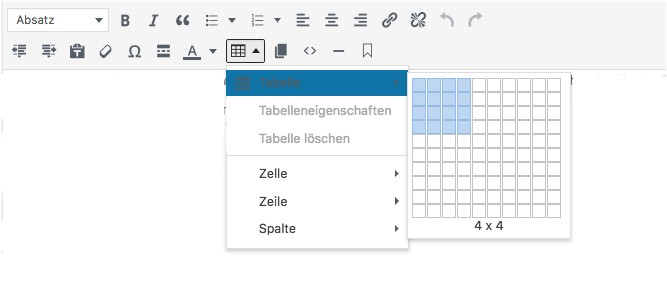 Absatz
B I
Ω
A
Tabelle
Tabelleneigenschaften
Tabelle löschen
Zelle
Zeile
Spalte
4 x 4